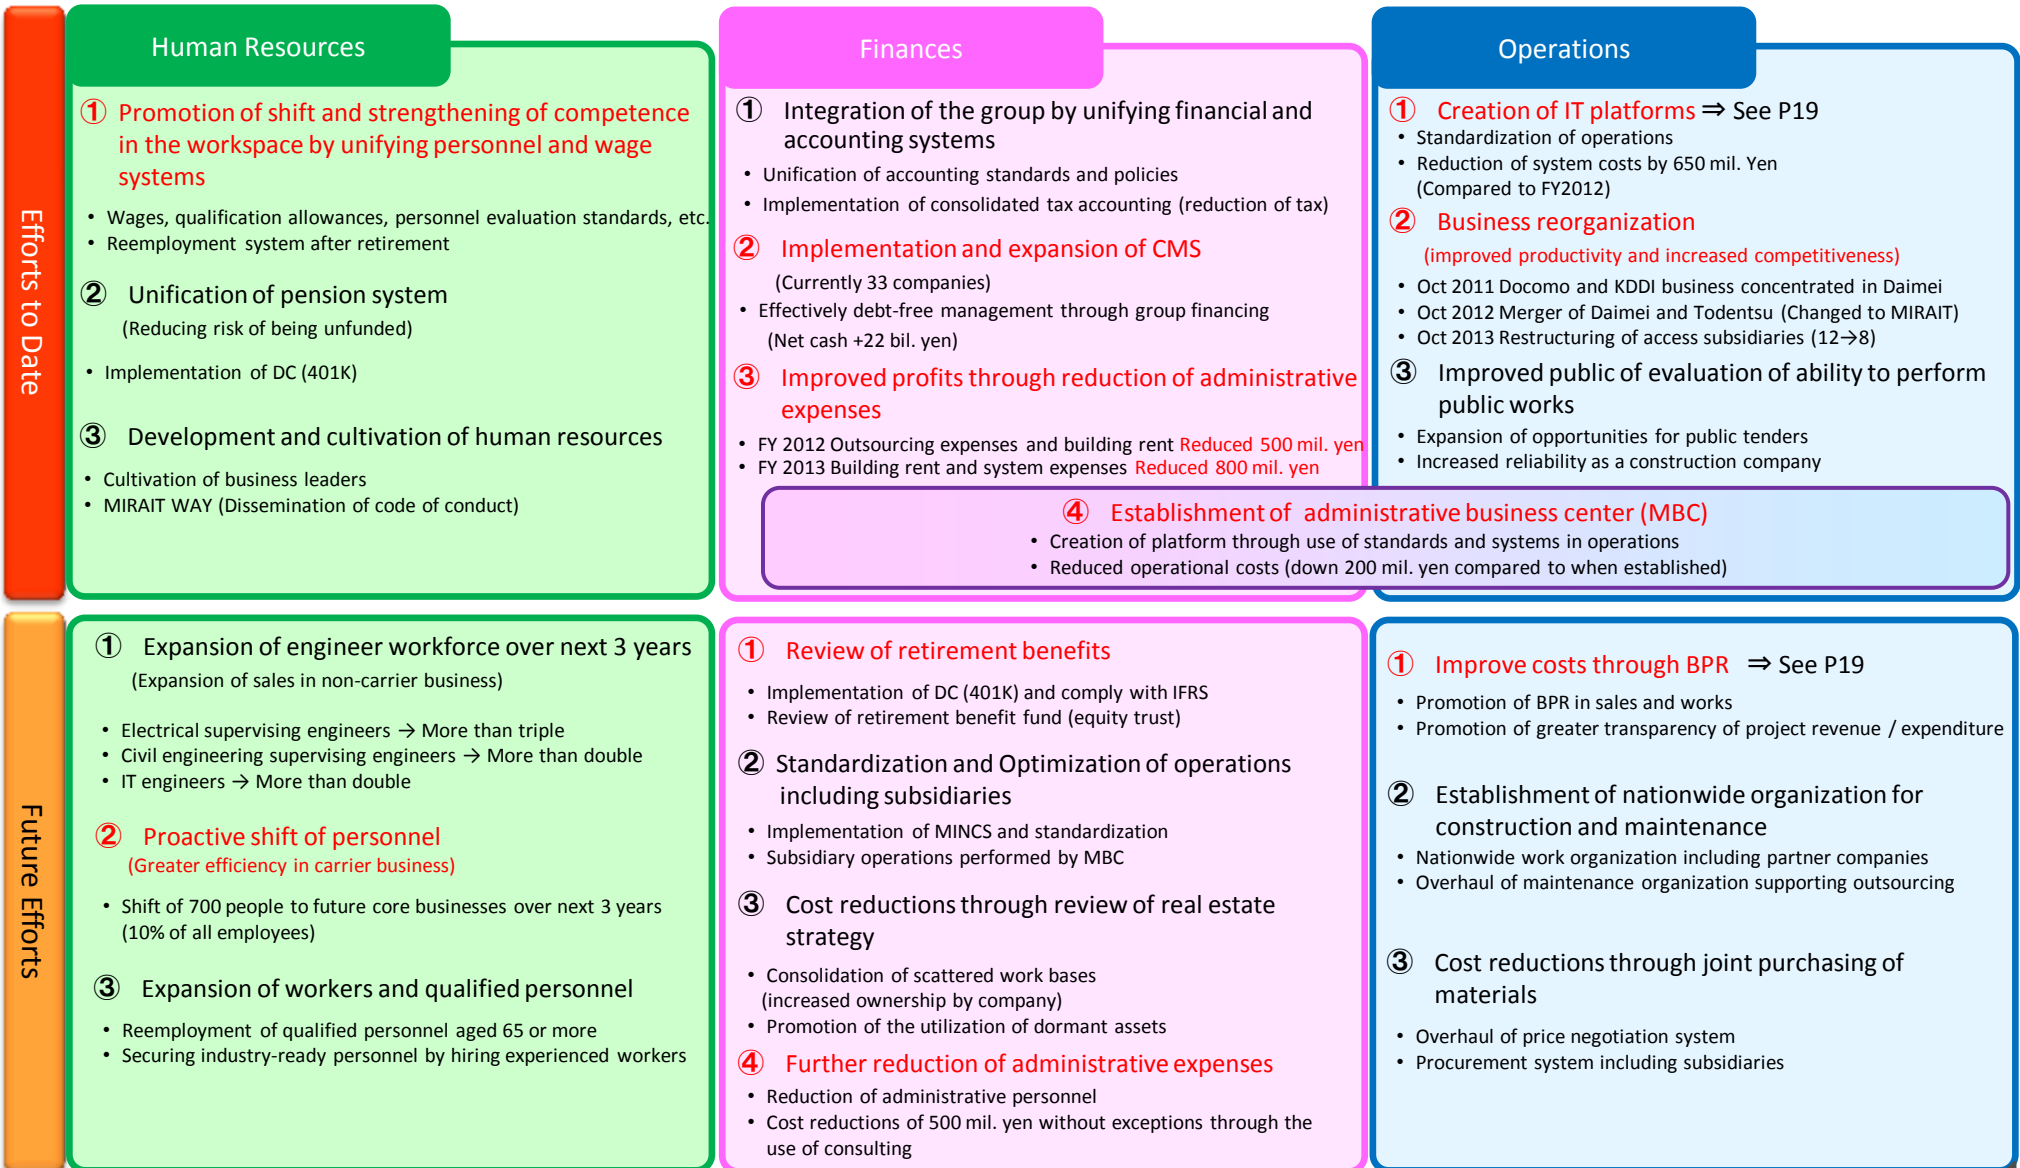 Human Resources
Finances
Operations
Efforts to Date
① Promotion of shift and strengthening of competence
in the workspace by unifying personnel and wage
systems
• Wages, qualification allowances, personnel evaluation standards, etc.
• Reemployment system after retirement
② Unification of pension system
(Reducing risk of being unfunded)
• Implementation of DC (401K)
③ Development and cultivation of human resources
• Cultivation of business leaders
• MIRAIT WAY (Dissemination of code of conduct)
① Integration of the group by unifying financial and
accounting systems
• Unification of accounting standards and policies
• Implementation of consolidated tax accounting (reduction of tax)
② Implementation and expansion of CMS
(Currently 33 companies)
• Effectively debt-free management through group financing
(Net cash +22 bil. yen)
③ Improved profits through reduction of administrative
expenses
• FY 2012 Outsourcing expenses and building rent Reduced 500 mil. yen
• FY 2013 Building rent and system expenses Reduced 800 mil. yen
① Creation of IT platforms ⇒ See P19
• Standardization of operations
• Reduction of system costs by 650 mil. Yen
(Compared to FY2012)
② Business reorganization
(improved productivity and increased competitiveness)
• Oct 2011 Docomo and KDDI business concentrated in Daimei
• Oct 2012 Merger of Daimei and Todentsu (Changed to MIRAIT)
• Oct 2013 Restructuring of access subsidiaries (12→8)
③ Improved public of evaluation of ability to perform
public works
• Expansion of opportunities for public tenders
• Increased reliability as a construction company
④ Establishment of administrative business center (MBC)
• Creation of platform through use of standards and systems in operations
• Reduced operational costs (down 200 mil. yen compared to when established)
Future Efforts
① Expansion of engineer workforce over next 3 years
(Expansion of sales in non-carrier business)
• Electrical supervising engineers → More than triple
• Civil engineering supervising engineers → More than double
• IT engineers → More than double
② Proactive shift of personnel
(Greater efficiency in carrier business)
• Shift of 700 people to future core businesses over next 3 years
(10% of all employees)
③ Expansion of workers and qualified personnel
• Reemployment of qualified personnel aged 65 or more
• Securing industry-ready personnel by hiring experienced workers
① Review of retirement benefits
• Implementation of DC (401K) and comply with IFRS
• Review of retirement benefit fund (equity trust)
② Standardization and Optimization of operations
including subsidiaries
• Implementation of MINCS and standardization
• Subsidiary operations performed by MBC
③ Cost reductions through review of real estate
strategy
• Consolidation of scattered work bases
(increased ownership by company)
• Promotion of the utilization of dormant assets
④ Further reduction of administrative expenses
• Reduction of administrative personnel
• Cost reductions of 500 mil. yen without exceptions through the
use of consulting
① Improve costs through BPR ⇒ See P19
• Promotion of BPR in sales and works
• Promotion of greater transparency of project revenue / expenditure
② Establishment of nationwide organization for
construction and maintenance
• Nationwide work organization including partner companies
• Overhaul of maintenance organization supporting outsourcing
③ Cost reductions through joint purchasing of
materials
• Overhaul of price negotiation system
• Procurement system including subsidiaries